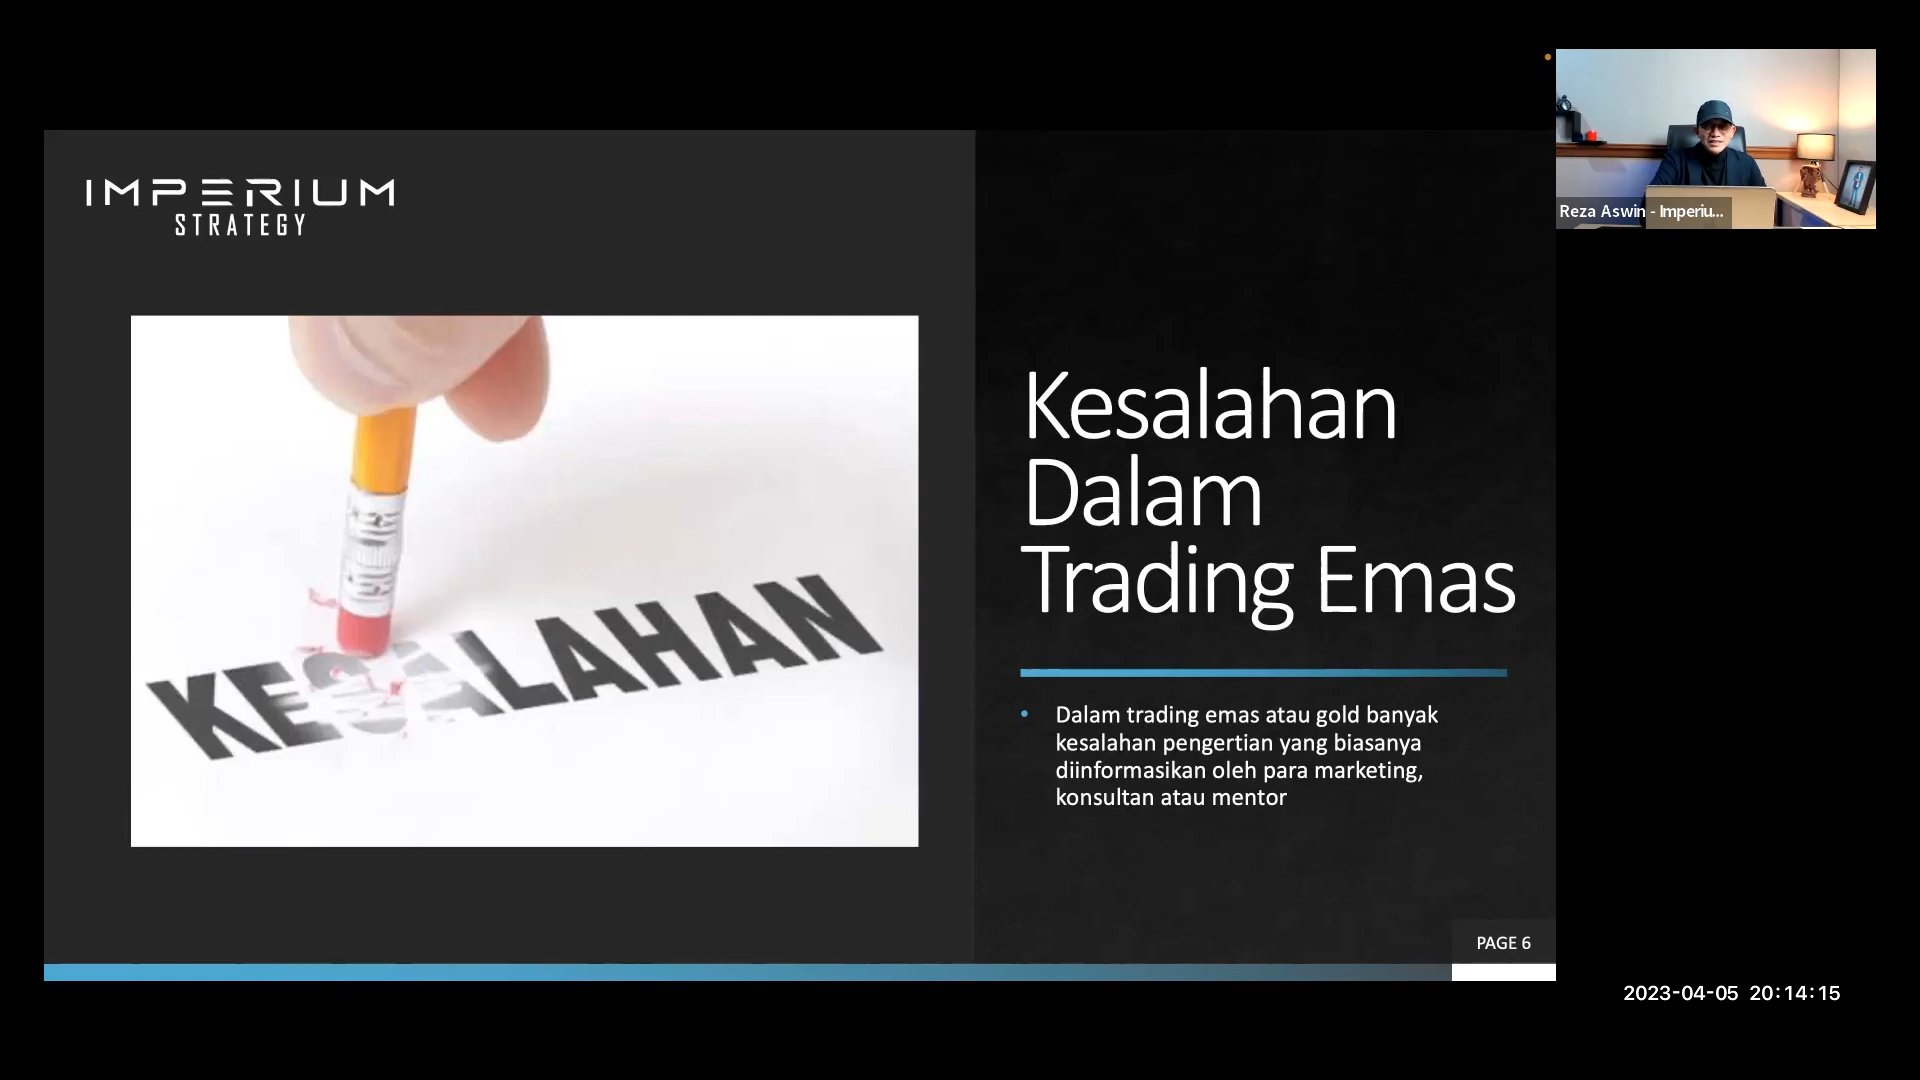 IMPERIUM
STRATEGY
KESALAHAN
Kesalahan
Dalam
Trading Emas
• Dalam trading emas atau gold banyak
kesalahan pengertian yang biasanya
diinformasikan oleh para marketing,
konsultan atau mentor
PAGE 6
Reza Aswin - Imperiu...
2023-04-05 20:14:15